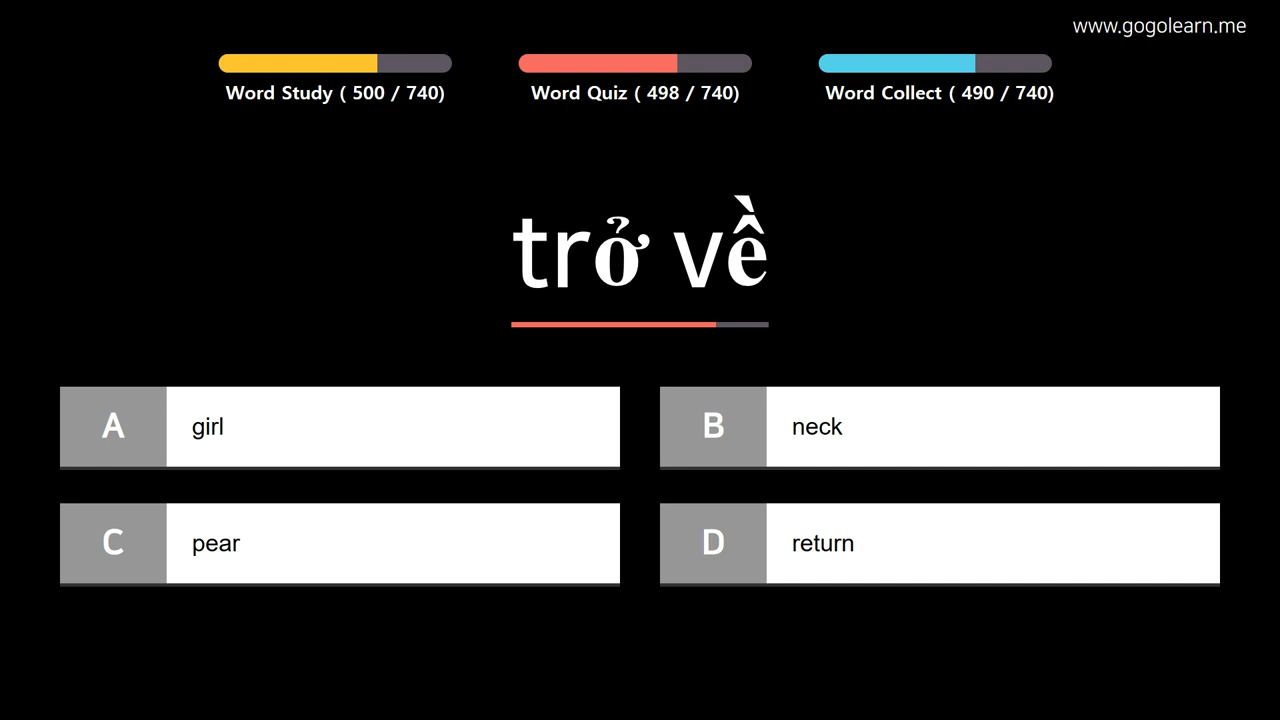 www.gogolearn.me
Word Study ( 500 / 740)
Word Quiz ( 498 / 740)
Word Collect ( 490 / 740)
trở về
A girl
B neck
C pear
D return